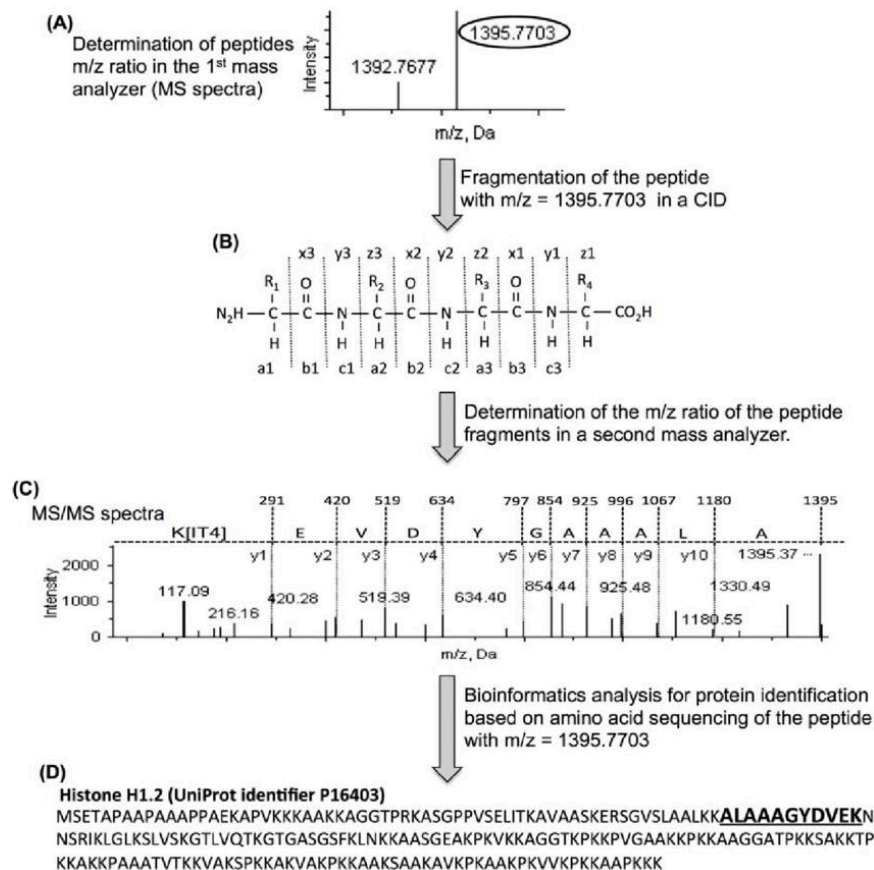 (A)
Determination of peptides
m/z ratio in the 1st mass
analyzer (MS spectra)
Intensity
1392.7677
1395.7703
m/z, Da
Fragmentation of the peptide
with m/z = 1395.7703 in a CID
(B)
x3 y3 z3 x2 y2 z2 x1 y1 z1
R1 O R2 O R3 O R4
N2H — C — C — N — C — C — N — C — C — N — C — CO2H
H H H H H H H
a1 b1 c1 a2 b2 c2 a3 b3 c3
Determination of the m/z ratio of the peptide
fragments in a second mass analyzer.
(C)
MS/MS spectra
291 420 519 634 797 854 925 996 1067 1180 1395
K[IT4] E V D Y G A A A L A
y1 y2 y3 y4 y5 y6 y7 y8 y9 y10 1395.37 ...
2000
1000
0
Intensity
117.09 216.16 420.28 519.39 634.40 854.44 925.48 1180.55 1330.49
m/z, Da
Bioinformatics analysis for protein identification
based on amino acid sequencing of the peptide
with m/z = 1395.7703
(D)
Histone H1.2 (UniProt identifier P16403)
MSETAPAAPAAAPPAEKAPVKKKAAKKAGGTPRKASGPPVSELITKAVAASKERSGVSLAALKKALAAAGYDVEKN
NSRIKLGLKSLVSKGTLVQTKGTGASGSFKLNKKAASGEAKPKVKKAGGTKPKKPVGAAKKPKKAAGGATPKKSAKKTP
KKAKKPAAATVTKKVAKSPKKAKVAKPKKAAKSAAKAVKPKAAKPKVVKPKKAAPKKK